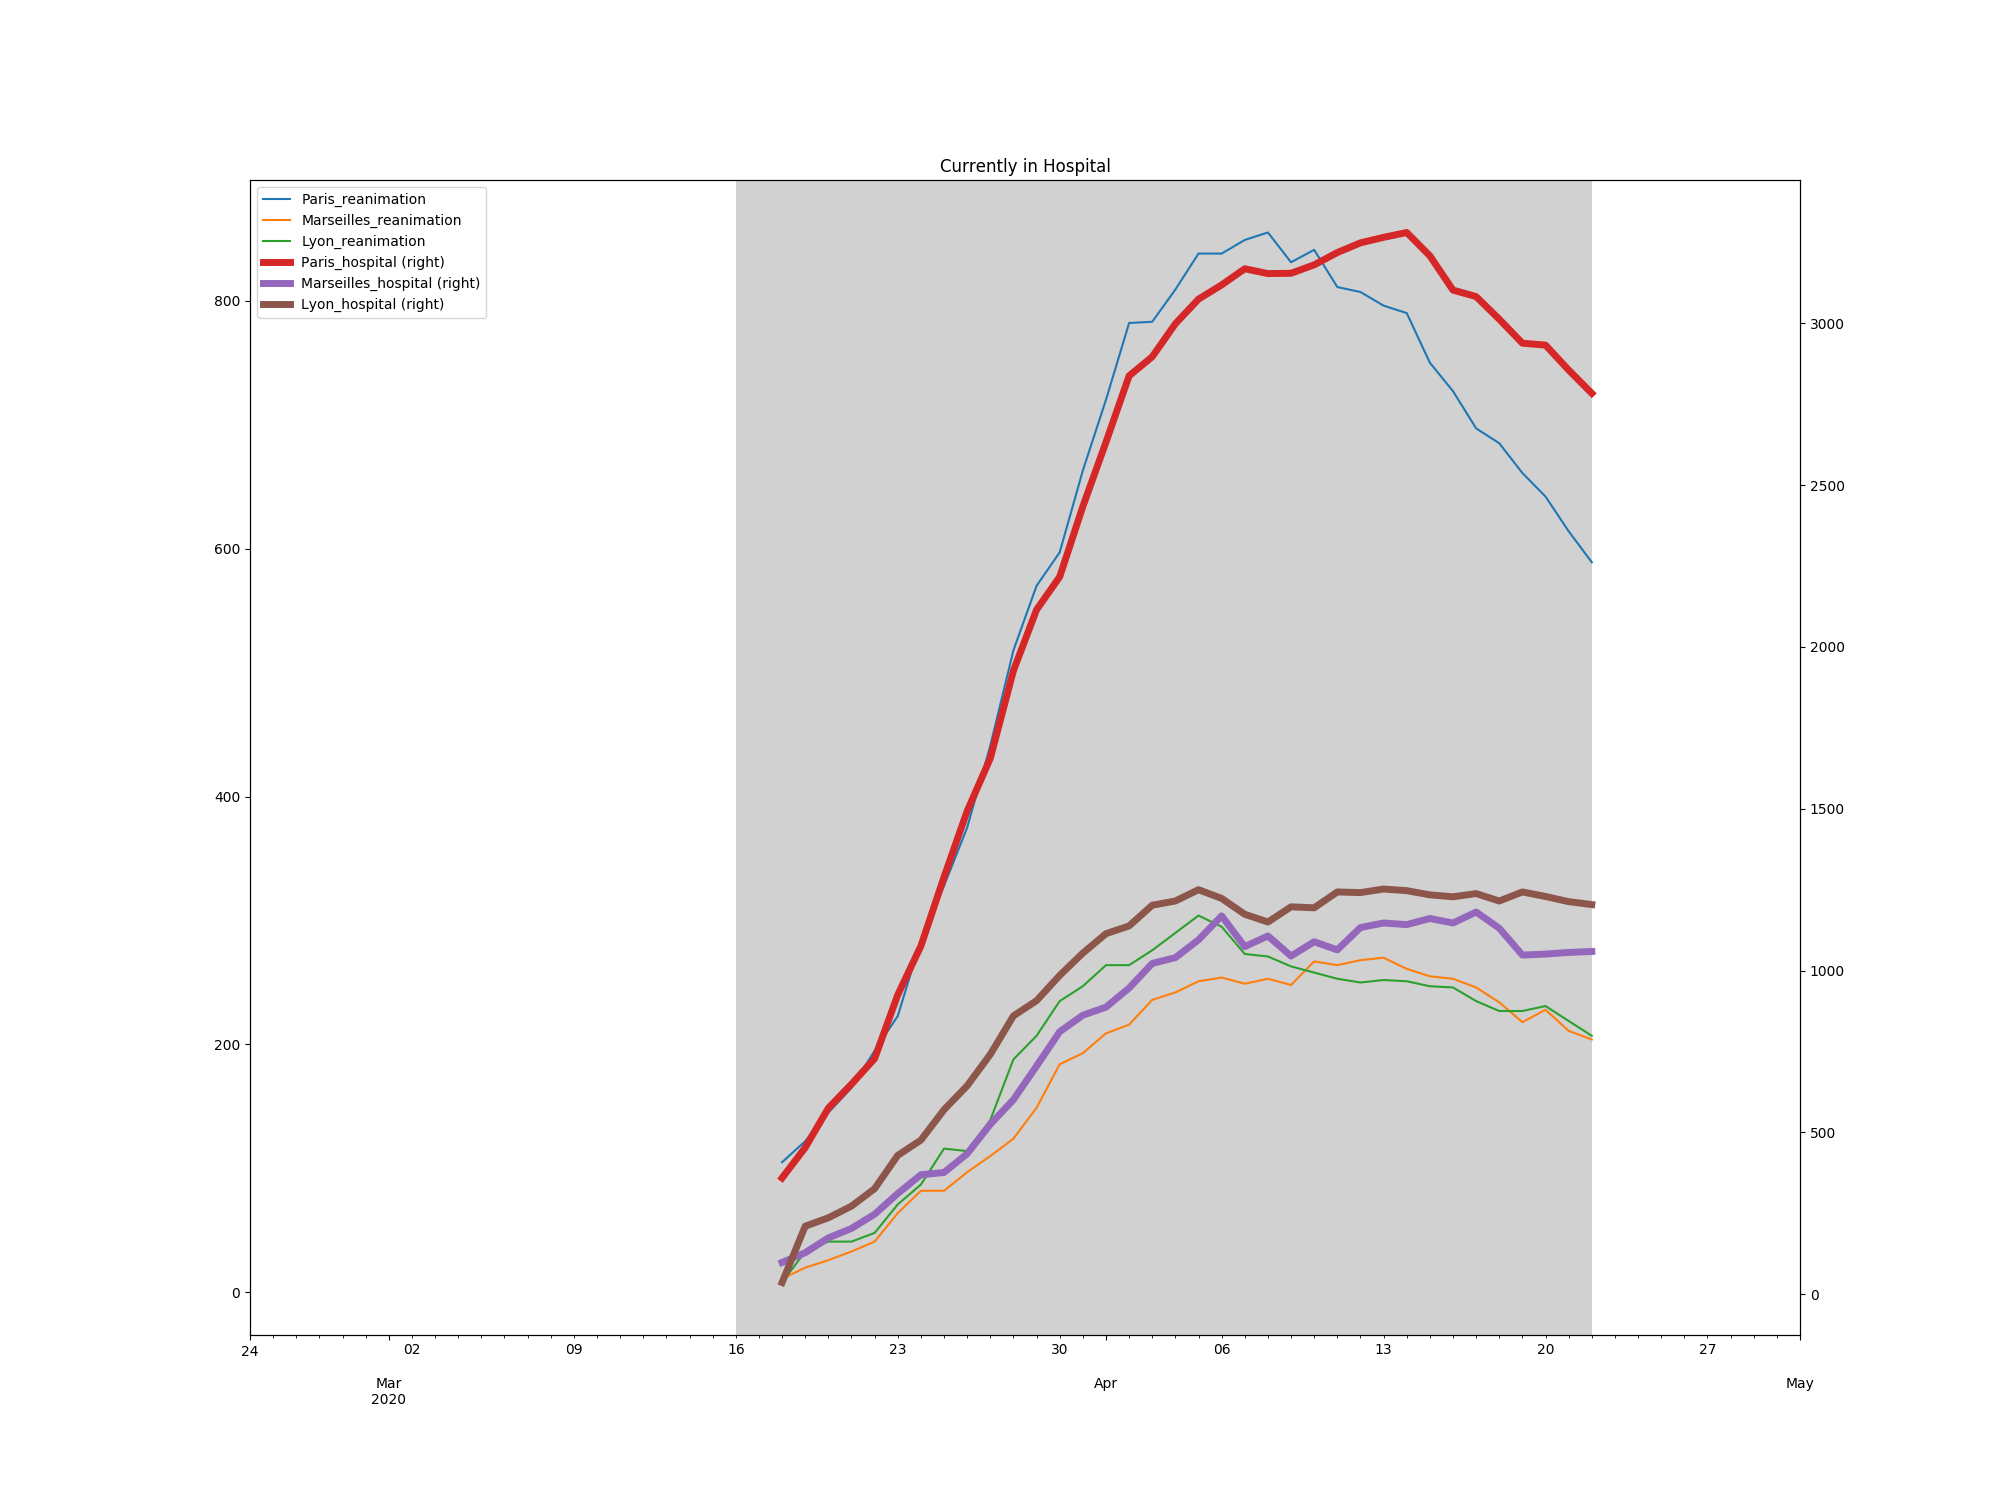 Currently in Hospital
Paris_reanimation
Marseilles_reanimation
Lyon_reanimation
Paris_hospital (right)
Marseilles_hospital (right)
Lyon_hospital (right)
800
600
400
200
0
3000
2500
2000
1500
1000
500
0
24 02 09 16 23 30 06 13 20 27
Mar Apr May
2020